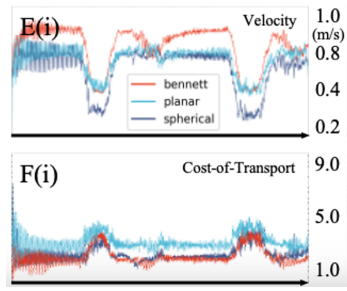 E(i)
Velocity
1.0
(m/s)
0.8
0.4
0.2
bennett
planar
spherical
F(i)
Cost-of-Transport
9.0
5.0
1.0